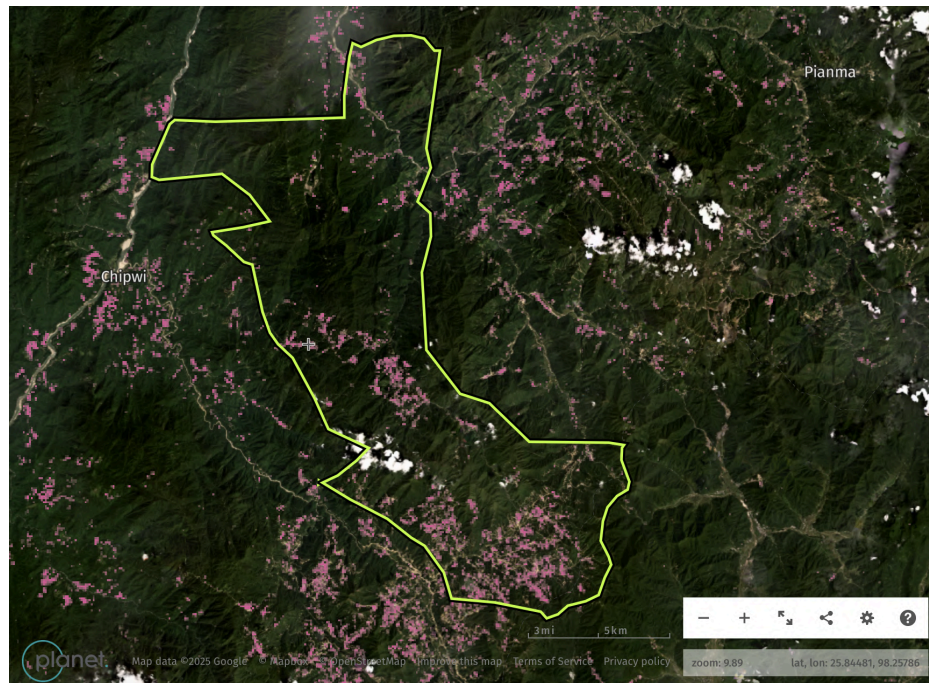 Pianma
Chipwi
3mi 5km
planet.
Map data ©2025 Google © Mapbox © OpenStreetMap Improve this map Terms of Service Privacy policy
zoom: 9.89 lat, lon: 25.84481, 98.25786